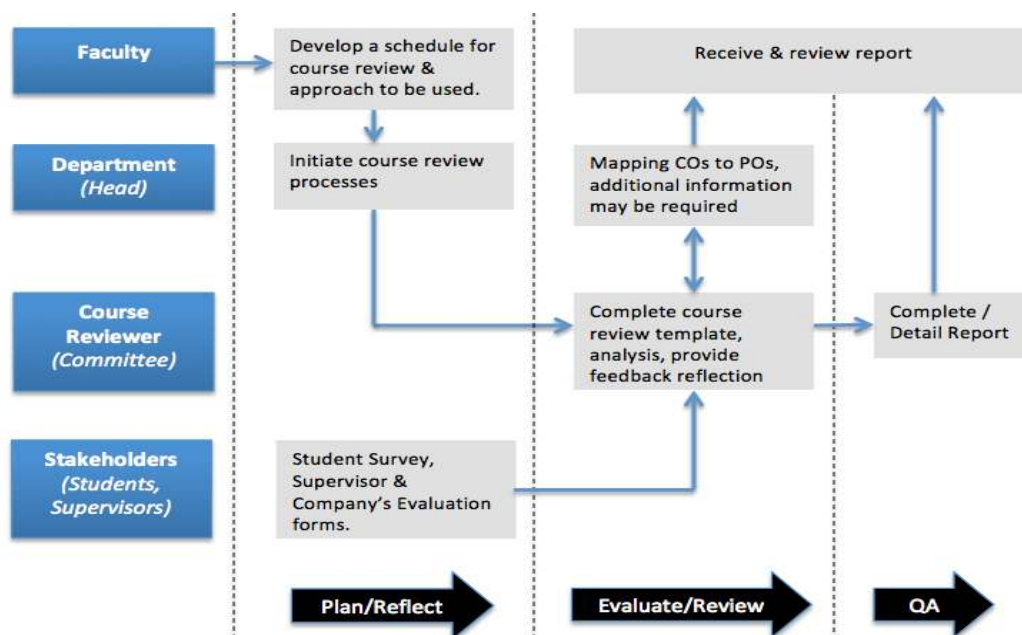 Faculty
Develop a schedule for
course review &
approach to be used.
Receive & review report
Department
(Head)
Initiate course review
processes
Mapping COs to POs,
additional information
may be required
Course
Reviewer
(Committee)
Complete course
review template,
analysis, provide
feedback reflection
Complete /
Detail Report
Stakeholders
(Students,
Supervisors)
Student Survey,
Supervisor &
Company's Evaluation
forms.
Plan/Reflect
Evaluate/Review
QA